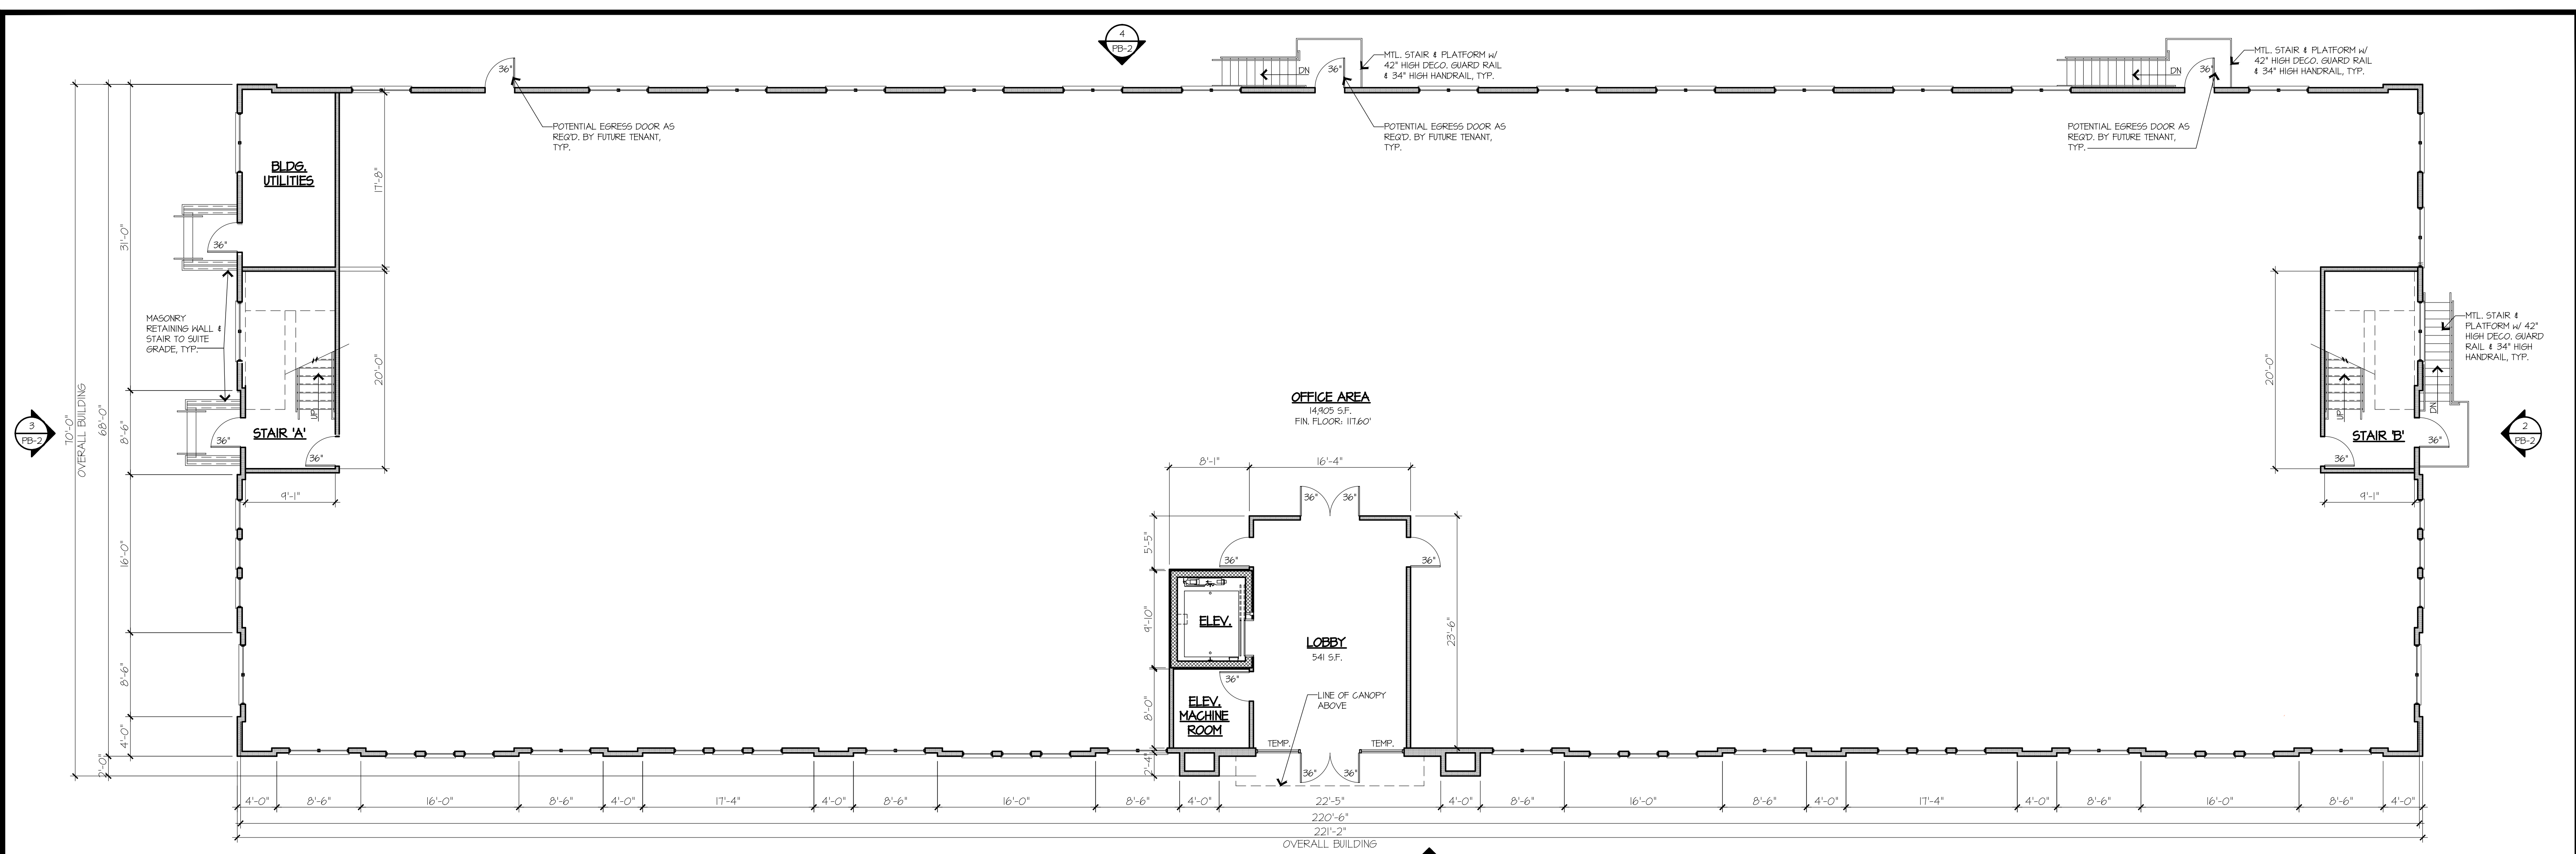 4
PB-2
36"
DN
36"
MTL. STAIR & PLATFORM W/
42" HIGH DECO. GUARD RAIL
& 34" HIGH HANDRAIL, TYP.
DN
36"
MTL. STAIR & PLATFORM W/
42" HIGH DECO. GUARD RAIL
& 34" HIGH HANDRAIL, TYP.
POTENTIAL EGRESS DOOR AS
REQ'D. BY FUTURE TENANT,
TYP.
POTENTIAL EGRESS DOOR AS
REQ'D. BY FUTURE TENANT,
TYP.
POTENTIAL EGRESS DOOR AS
REQ'D. BY FUTURE TENANT,
TYP.
BLDG.
UTILITIES
17'-8"
31'-0"
36"
MASONRY
RETAINING WALL &
STAIR TO SUITE
GRADE, TYP.
20'-0"
UP
STAIR 'A'
36"
36"
9'-1"
3
PB-2
70'-0"
OVERALL BUILDING
68'-0"
8'-6"
16'-0"
8'-6"
4'-0"
2'-0"
OFFICE AREA
14,905 S.F.
FIN. FLOOR: 117.60'
20'-0"
UP
DN
STAIR 'B'
36"
36"
9'-1"
MTL. STAIR &
PLATFORM W/ 42"
HIGH DECO. GUARD
RAIL & 34" HIGH
HANDRAIL, TYP.
2
PB-2
8'-1"
16'-4"
36"
36"
5'-5"
36"
36"
9'-10"
ELEV.
LOBBY
541 S.F.
23'-6"
36"
8'-0"
ELEV.
MACHINE
ROOM
LINE OF CANOPY
ABOVE
TEMP.
TEMP.
2'-4"
36"
36"
4'-0"
8'-6"
16'-0"
8'-6"
4'-0"
17'-4"
4'-0"
8'-6"
16'-0"
8'-6"
4'-0"
22'-5"
4'-0"
8'-6"
16'-0"
8'-6"
4'-0"
17'-4"
4'-0"
8'-6"
16'-0"
8'-6"
4'-0"
220'-6"
221'-2"
OVERALL BUILDING